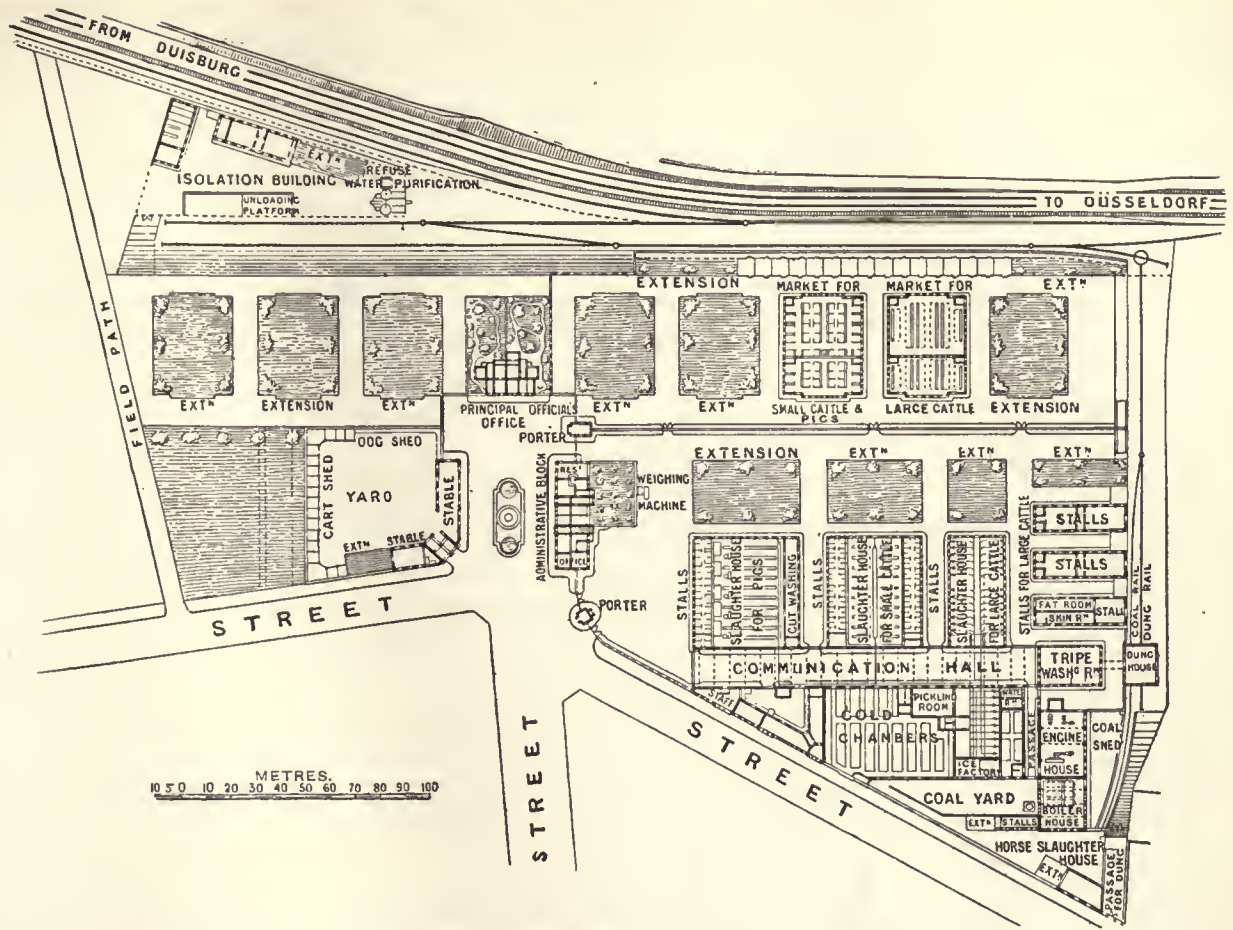 FROM DUISBURG
TO DÜSSELDORF
EXTN
REFUSE
WATER PURIFICATION
ISOLATION BUILDING
UNLOADING
PLATFORM
FIELD PATH
EXTENSION
MARKET FOR
MARKET FOR
EXTN
EXTN
EXTENSION
EXTN
PRINCIPAL OFFICIALS
OFFICE
EXTN
EXTN
SMALL CATTLE &
PIGS
LARGE CATTLE
EXTENSION
PORTER
DOG SHED
CART SHED
YARD
STABLE
EXTN
STABLE
ADMINISTRATIVE BLOCK
REST
OFFICE
WEIGHING
MACHINE
EXTENSION
EXTN
EXTN
EXTN
STALLS
SLAUGHTER HOUSE
FOR PIGS
CUT WASHING
STALLS
SLAUGHTER HOUSE
FOR SMALL CATTLE
STALLS
SLAUGHTER HOUSE
FOR LARGE CATTLE
STALLS FOR LARGE CATTLE
STALLS
STALLS
FAT ROOM
SKIN RM
STALL
COAL RAIL
DUNG RAIL
STREET
PORTER
COMMUNICATION HALL
TRIPE
WASHG RM
DUNG
HOUSE
STAFF
COLD
CHAMBERS
PICKLING
ROOM
PASSAGE
ICE
FACTORY
ENGINE
HOUSE
COAL
SHED
COAL YARD
BOILER
HOUSE
EXTN
STALLS
HORSE SLAUGHTER
HOUSE
EXTN
PASSAGE
FOR DUNG
STREET
STREET
METRES.
10 5 0 10 20 30 40 50 60 70 80 90 100